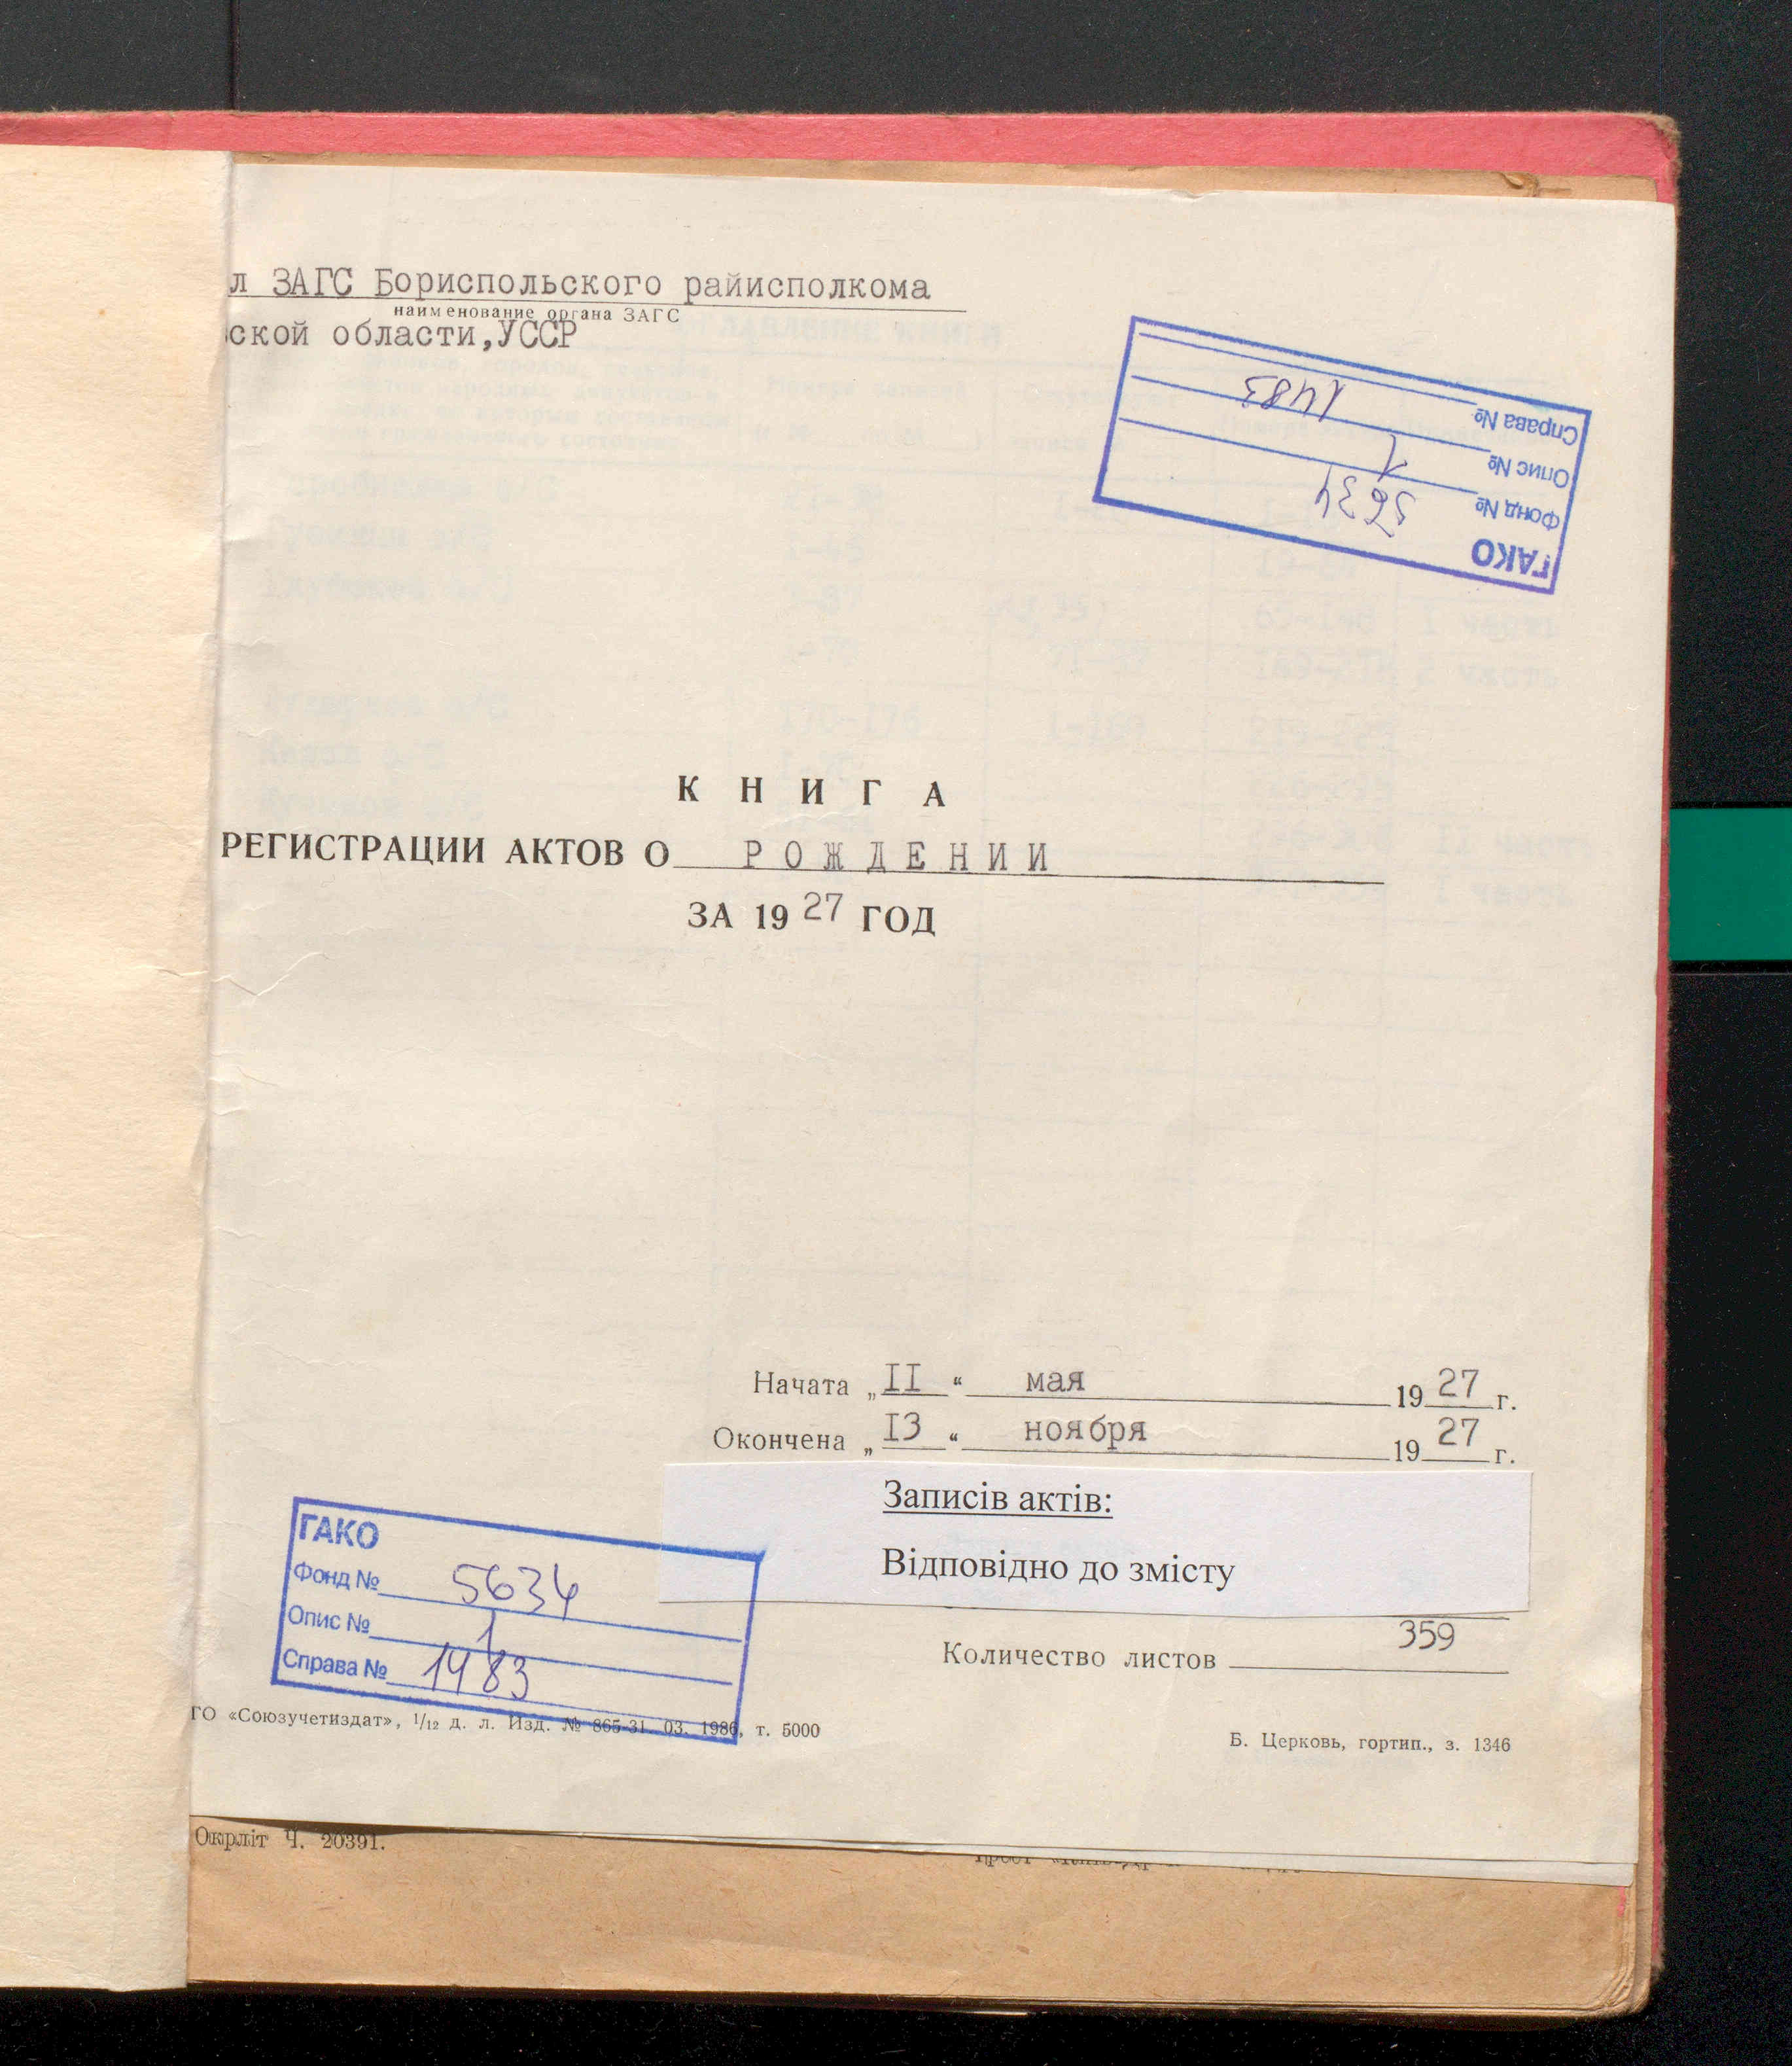 л ЗАГС Бориспольского райисполкома
наименование органа ЗАГС
ской области, УССР
Справа № 1483
Опис № 1
Фонд № 5634
ГАКО
КНИГА
РЕГИСТРАЦИИ АКТОВ О РОЖДЕНИИ
ЗА 1927 ГОД
Начата „II“ мая 1927 г.
Окончена „I3“ ноября 1927 г.
Записів актів:
Відповідно до змісту
ГАКО
Фонд № 5634
Опис № 1
Справа № 1483
Количество листов 359
ГО «Союзучетиздат», 1/12 д. л. Изд. № 865-31. 03. 1986, т. 5000
Б. Церковь, гортип., з. 1346
Окрліт Ч. 20391.